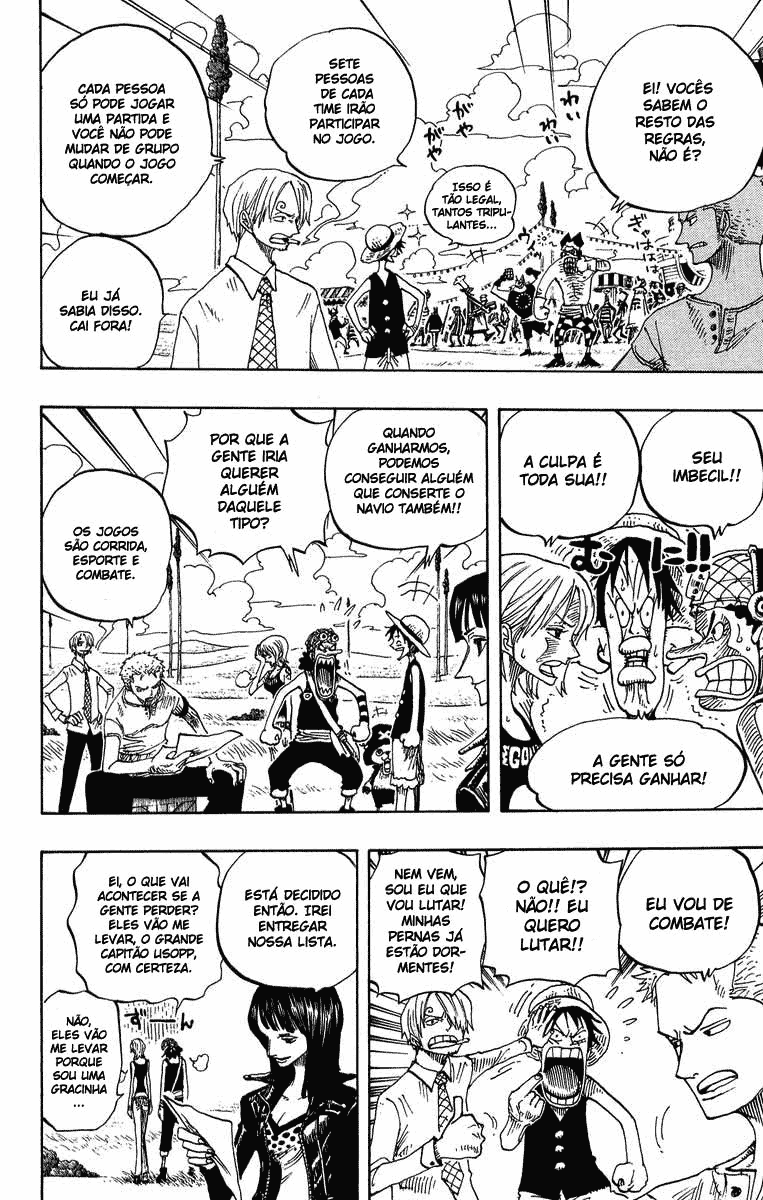 EI! VOCÊS
SABEM O
RESTO DAS
REGRAS,
NÃO É?
SETE
PESSOAS
DE CADA
TIME IRÃO
PARTICIPAR
NO JOGO.
ISSO É
TÃO LEGAL,
TANTOS TRIPU-
LANTES...
CADA PESSOA
SÓ PODE JOGAR
UMA PARTIDA E
VOCÊ NÃO PODE
MUDAR DE GRUPO
QUANDO O JOGO
COMEÇAR.
EU JÁ
SABIA DISSO.
CAI FORA!
SEU
IMBECIL!!
A CULPA É
TODA SUA!!
むに!!
A GENTE SÓ
PRECISA GANHAR!
QUANDO
GANHARMOS,
PODEMOS
CONSEGUIR ALGUÉM
QUE CONSERTE O
NAVIO TAMBÉM!!
POR QUE A
GENTE IRIA
QUERER
ALGUÉM
DAQUELE
TIPO?
OS JOGOS
SÃO CORRIDA,
ESPORTE E
COMBATE.
EU VOU DE
COMBATE!
O QUÊ!?
NÃO!! EU
QUERO
LUTAR!!
NEM VEM,
SOU EU QUE
VOU LUTAR!
MINHAS
PERNAS JÁ
ESTÃO DOR-
MENTES!
ESTÁ DECIDIDO
ENTÃO. IREI
ENTREGAR
NOSSA LISTA.
EI, O QUE VAI
ACONTECER SE A
GENTE PERDER?
ELES VÃO ME
LEVAR, O GRANDE
CAPITÃO USOPP,
COM CERTEZA.
ずーん
NÃO,
ELES VÃO
ME LEVAR
PORQUE
SOU UMA
GRACINHA
...